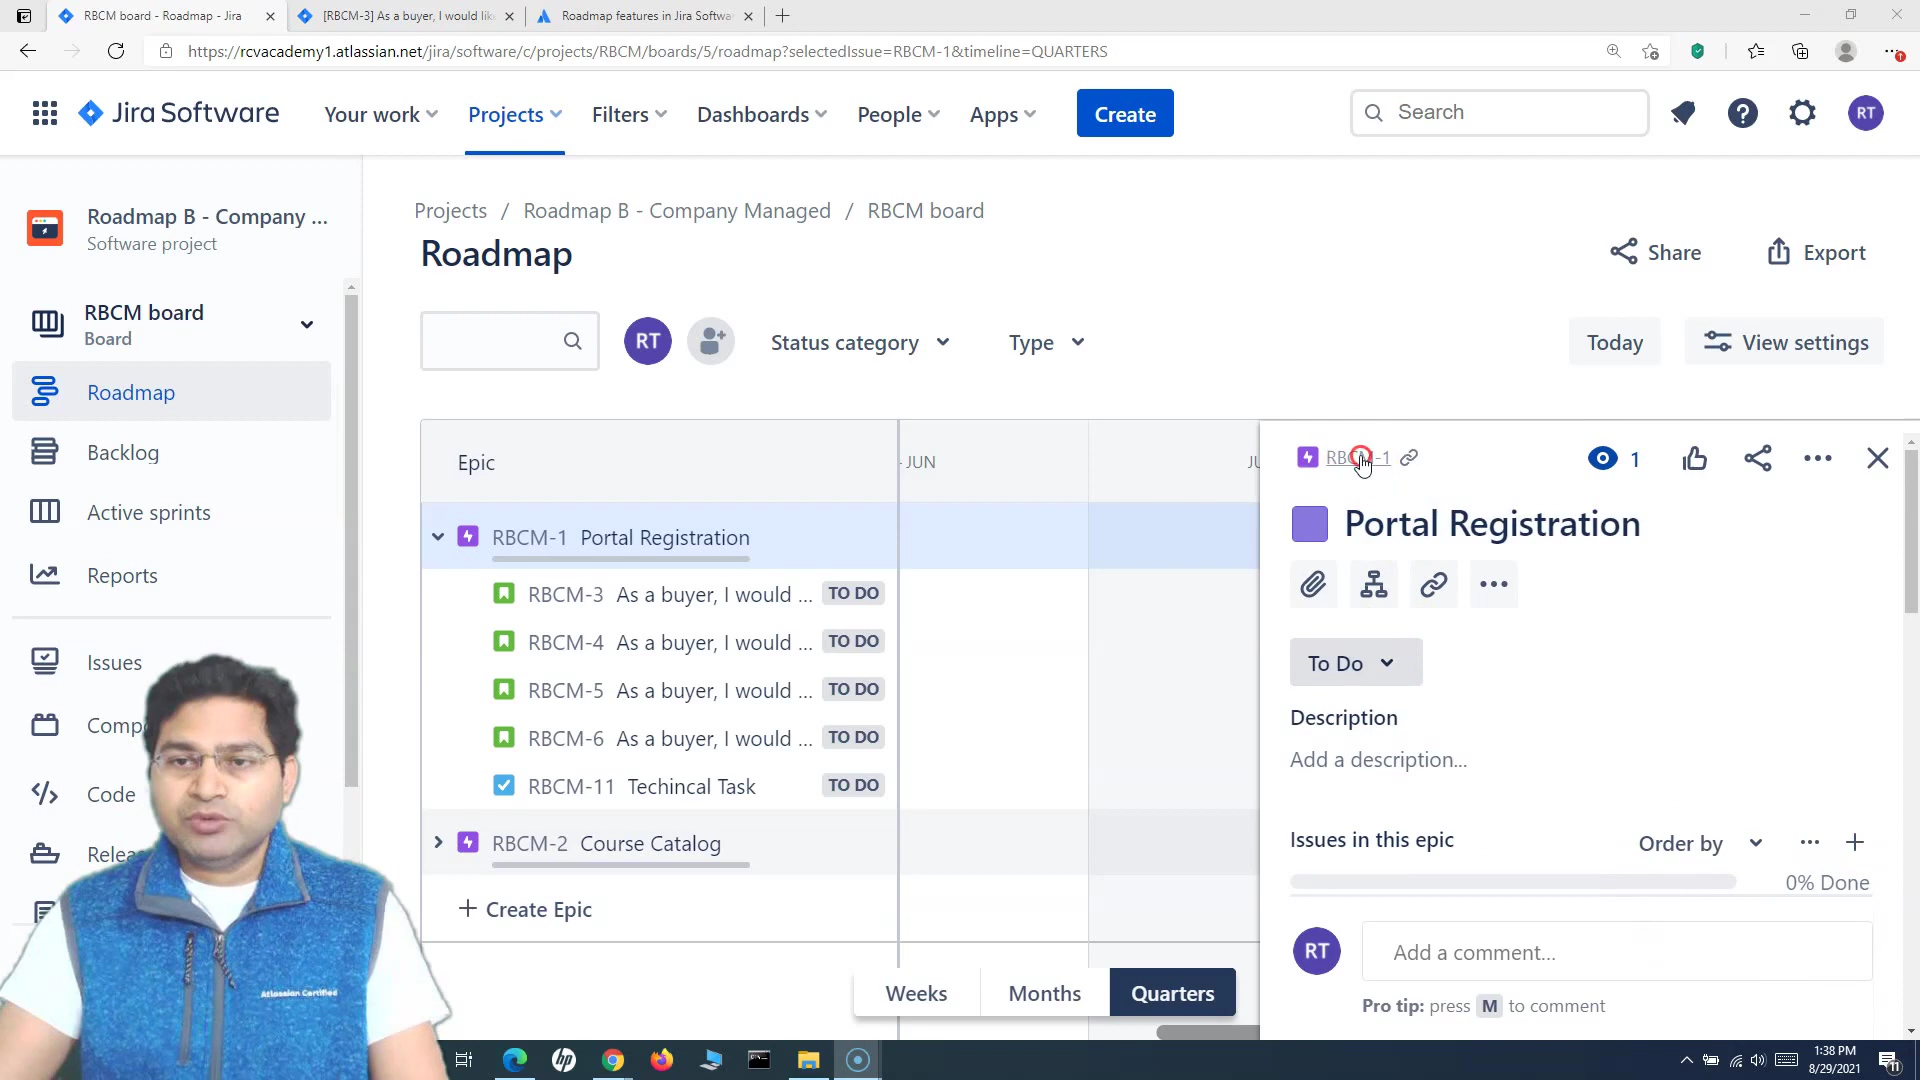 RBCM board - Roadmap - Jira
[RBCM-3] As a buyer, I would lik
Roadmap features in Jira Softwa
https://rcvacademy1.atlassian.net/jira/software/c/projects/RBCM/boards/5/roadmap?selectedIssue=RBCM-1&timeline=QUARTERS
Jira Software
Your work
Projects
Filters
Dashboards
People
Apps
Create
Search
RT
Roadmap B - Company ...
Software project
RBCM board
Board
Roadmap
Backlog
Active sprints
Reports
Issues
Code
Projects / Roadmap B - Company Managed / RBCM board
Roadmap
Share
Export
RT
Status category
Type
Today
View settings
Epic
JUN
RBCM-1 Portal Registration
RBCM-3 As a buyer, I would ... TO DO
RBCM-4 As a buyer, I would ... TO DO
RBCM-5 As a buyer, I would ... TO DO
RBCM-6 As a buyer, I would ... TO DO
RBCM-11 Techincal Task TO DO
RBCM-2 Course Catalog
+ Create Epic
Weeks
Months
Quarters
RBCM-1
1
Portal Registration
To Do
Description
Add a description...
Issues in this epic
Order by
0% Done
RT
Add a comment...
Pro tip: press M to comment
Atlassian Certified
hp
1:38 PM
8/29/2021
11